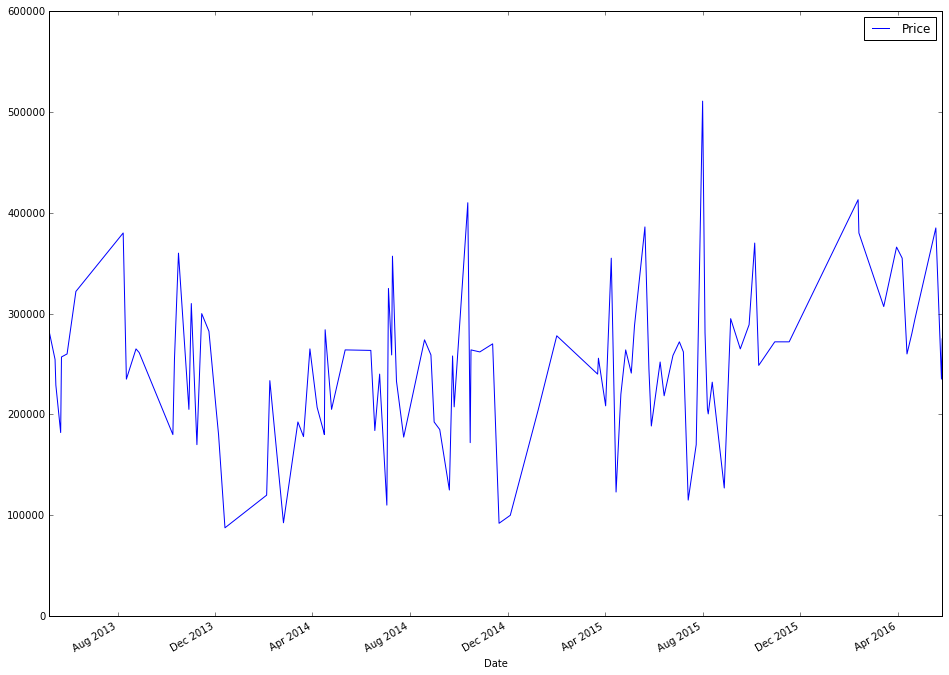 600000
Price
500000
400000
300000
200000
100000
0
Aug 2013
Dec 2013
Apr 2014
Aug 2014
Dec 2014
Apr 2015
Aug 2015
Dec 2015
Apr 2016
Date